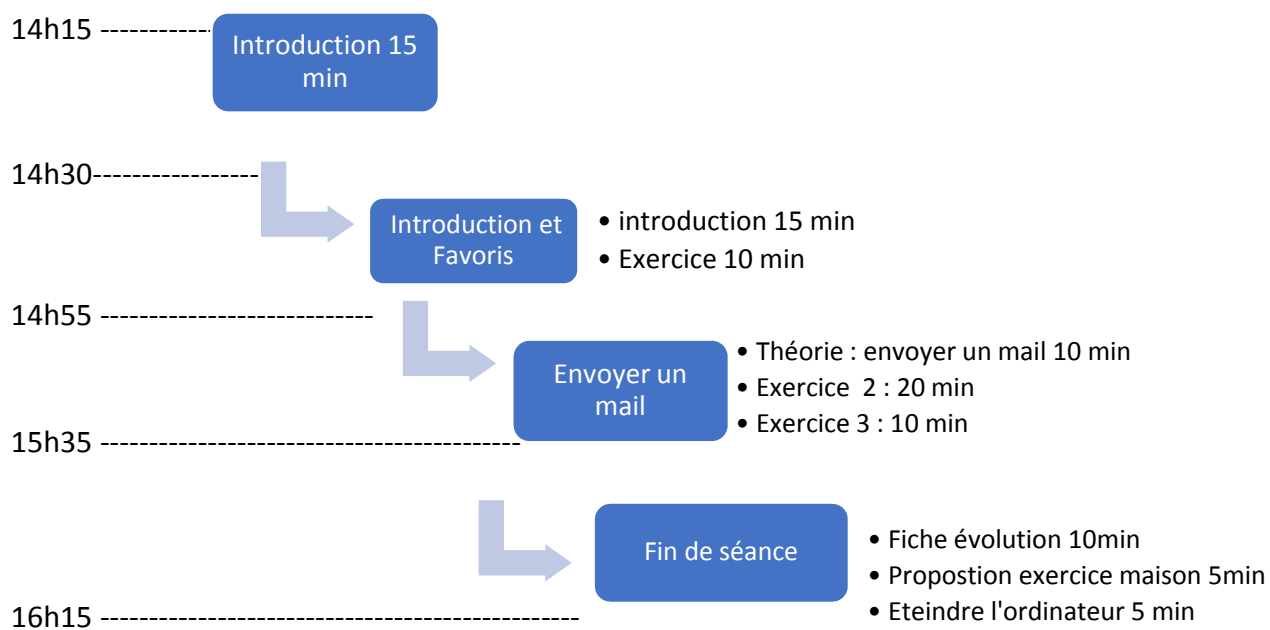 14h15 -----------
Introduction 15
min
14h30-----------------
Introduction et
Favoris
• introduction 15 min
• Exercice 10 min
14h55 ---------------------------
Envoyer un
mail
• Théorie : envoyer un mail 10 min
• Exercice  2 : 20 min
• Exercice 3 : 10 min
15h35 ------------------------------------------
Fin de séance
• Fiche évolution 10min
• Propostion exercice maison 5min
• Eteindre l'ordinateur 5 min
16h15 ------------------------------------------------